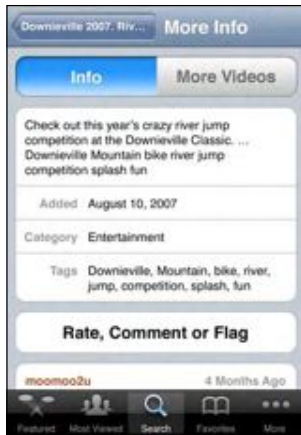 Downieville 2007. Riv...
More Info
Info
More Videos
Check out this year's crazy river jump
competition at the Downieville Classic. ...
Downieville Mountain bike river jump
competition splash fun
Added August 10, 2007
Category Entertainment
Tags Downieville, Mountain, bike, river,
jump, competition, splash, fun
Rate, Comment or Flag
moomoo2u 4 Months Ago
Featured Most Viewed Search Favorites More